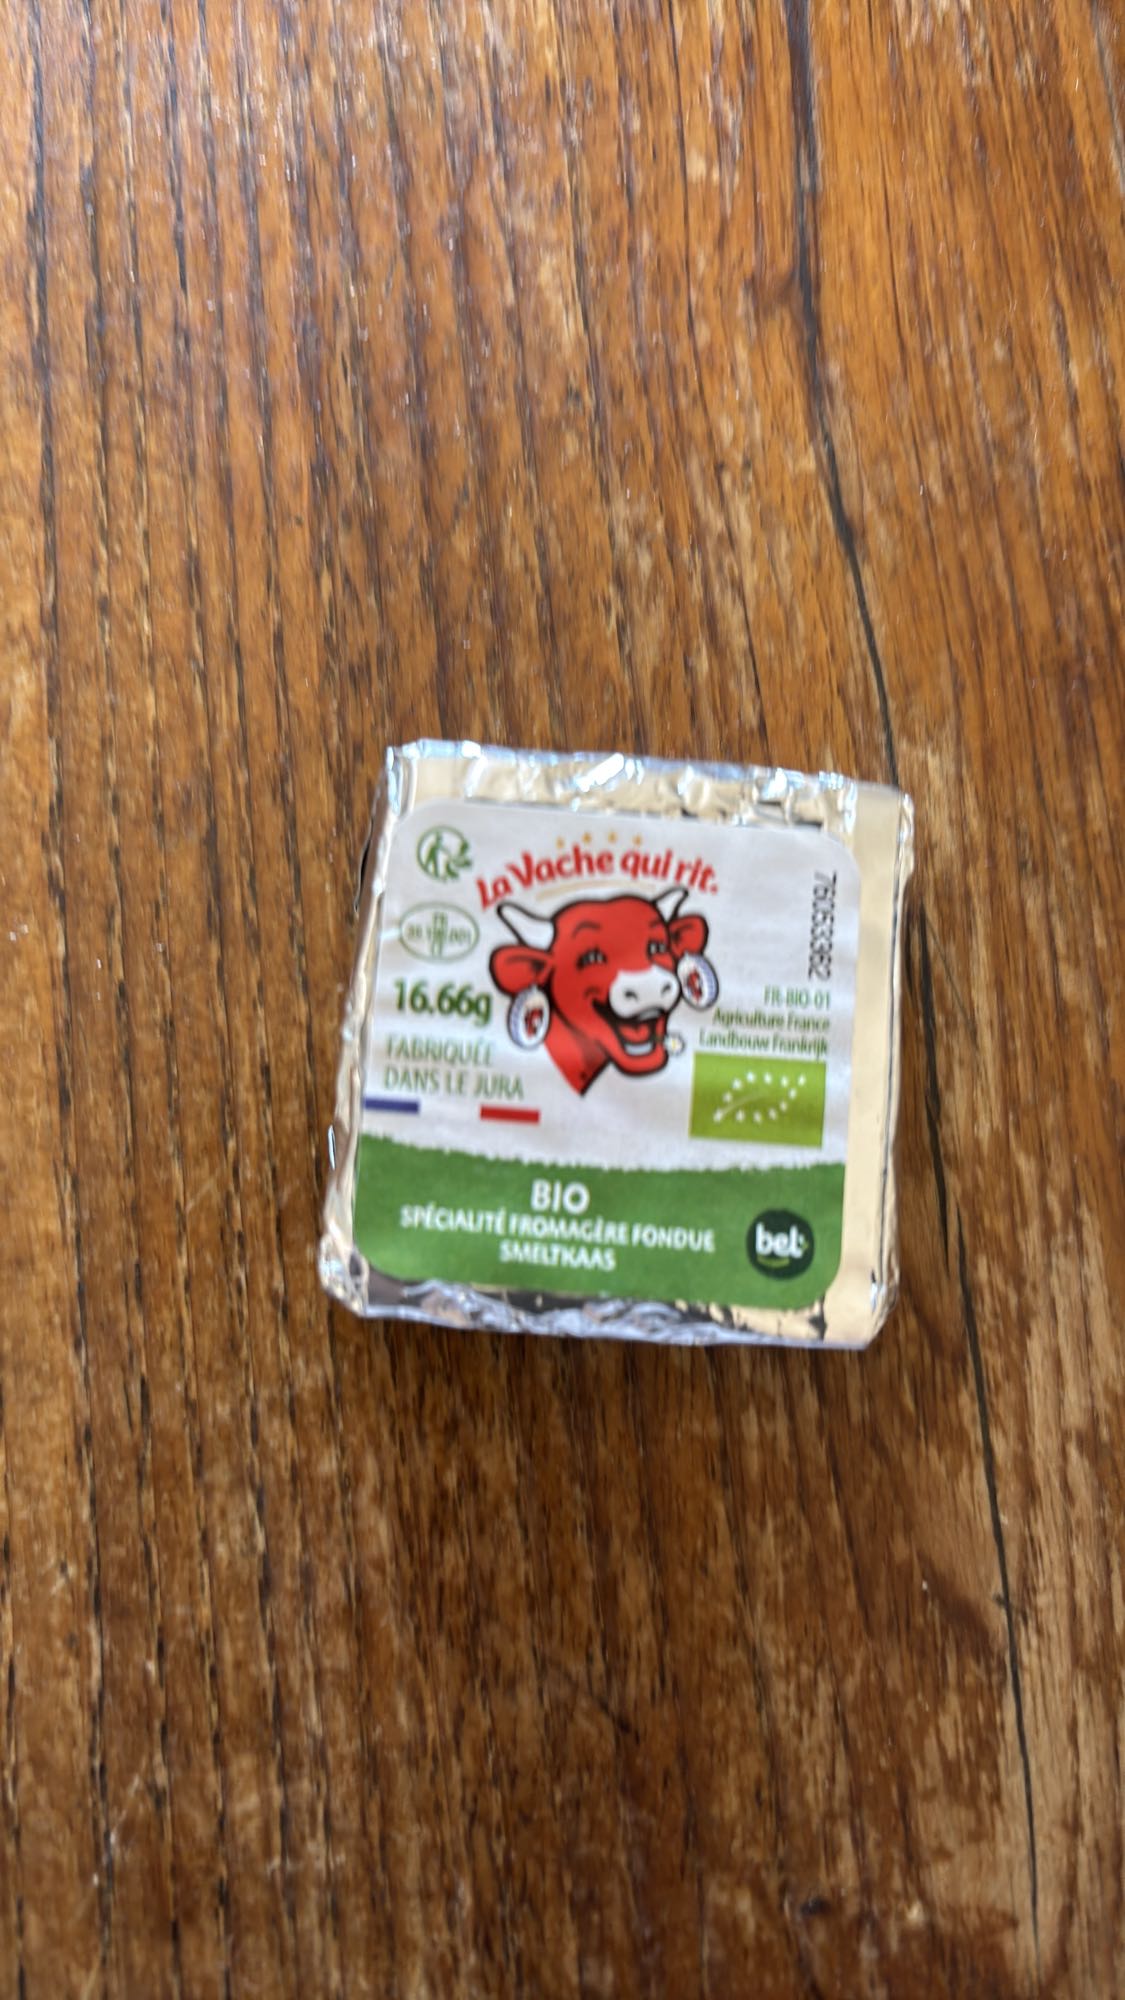 La Vache qui rit.
16.66g
FABRIQUÉE
DANS LE JURA
760533362
FR-BIO-01
Agriculture France
Landbouw Frankrijk
BIO
SPÉCIALITÉ FROMAGÈRE FONDUE
SMELTKAAS
bel